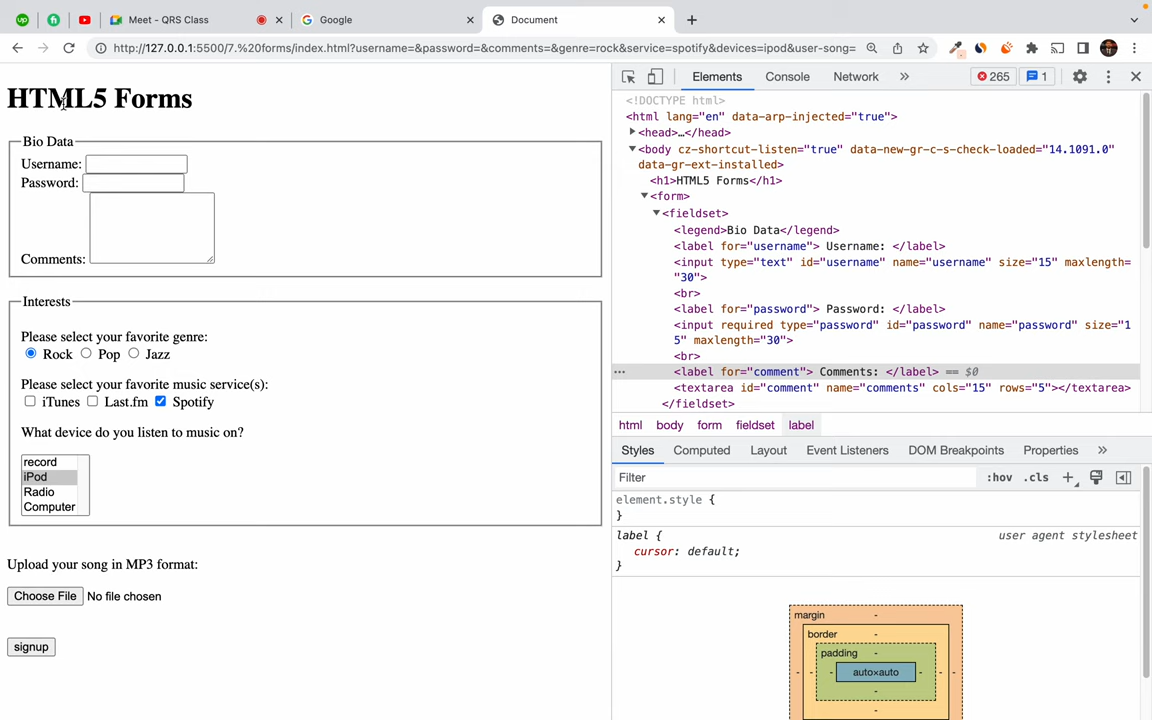 up
Meet - QRS Class
Google
Document
http://127.0.0.1:5500/7.%20forms/index.html?username=&password=&comments=&genre=rock&service=spotify&devices=ipod&user-song=
HTML5 Forms
Bio Data
Username:
Password:
Comments:
Interests
Please select your favorite genre:
Rock Pop Jazz
Please select your favorite music service(s):
iTunes Last.fm Spotify
What device do you listen to music on?
record
iPod
Radio
Computer
Upload your song in MP3 format:
Choose File No file chosen
signup
Elements Console Network » 265 1
<!DOCTYPE html>
<html lang="en" data-arp-injected="true">
<head>…</head>
<body cz-shortcut-listen="true" data-new-gr-c-s-check-loaded="14.1091.0"
data-gr-ext-installed>
<h1>HTML5 Forms</h1>
<form>
<fieldset>
<legend>Bio Data</legend>
<label for="username"> Username: </label>
<input type="text" id="username" name="username" size="15" maxlength=
"30">
<br>
<label for="password"> Password: </label>
<input required type="password" id="password" name="password" size="1
5" maxlength="30">
<br>
<label for="comment"> Comments: </label> == $0
<textarea id="comment" name="comments" cols="15" rows="5"></textarea>
</fieldset>
html body form fieldset label
Styles Computed Layout Event Listeners DOM Breakpoints Properties »
Filter :hov .cls +
element.style {
}
label { user agent stylesheet
cursor: default;
}
margin -
border -
padding -
- - - auto×auto - - -
-
-
-